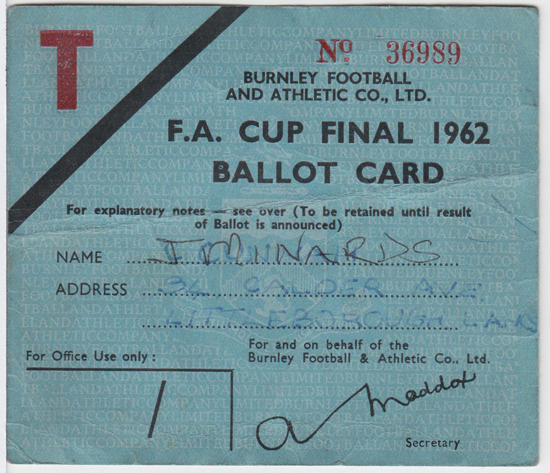 T
Nº 36989
BURNLEY FOOTBALL
AND ATHLETIC CO., LTD.
F.A. CUP FINAL 1962
BALLOT CARD
For explanatory notes — see over (To be retained until result
of Ballot is announced)
NAME
ADDRESS 36 CALDER AVE
LITTLEBOROUGH LANCS
For Office Use only :
For and on behalf of the
Burnley Football & Athletic Co., Ltd.
/
A Maddox
Secretary